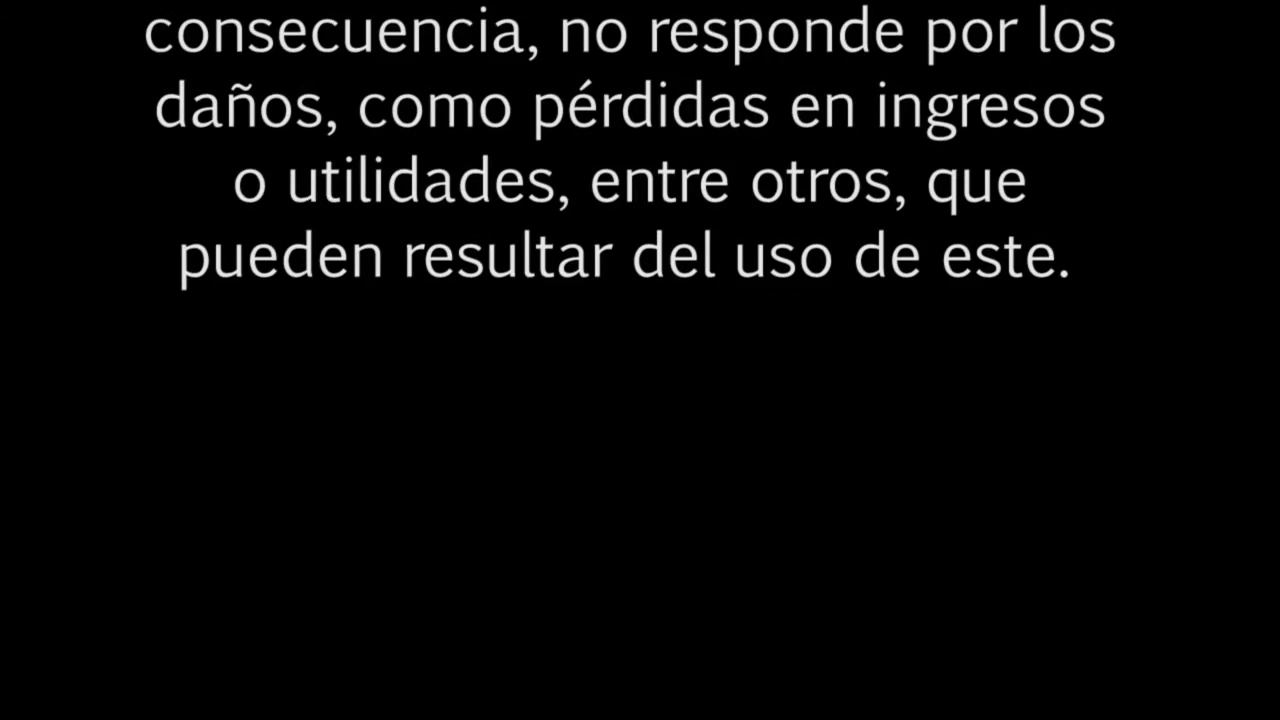 consecuencia, no responde por los
daños, como pérdidas en ingresos
o utilidades, entre otros, que
pueden resultar del uso de este.